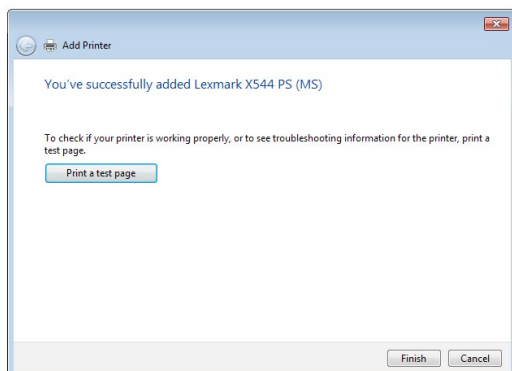 Add Printer
You've successfully added Lexmark X544 PS (MS)
To check if your printer is working properly, or to see troubleshooting information for the printer, print a
test page.
Print a test page
Finish
Cancel